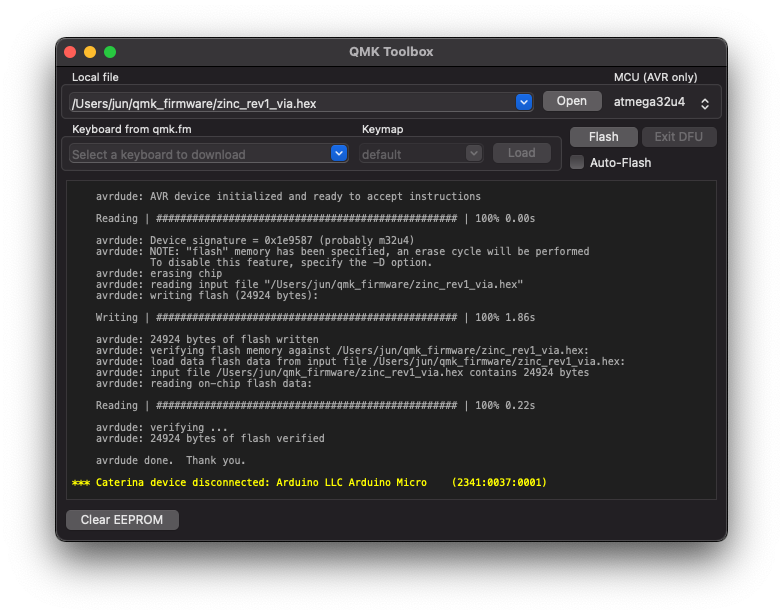 QMK Toolbox
Local file
MCU (AVR only)
/Users/jun/qmk_firmware/zinc_rev1_via.hex
Open
atmega32u4
Keyboard from qmk.fm
Keymap
Flash
Exit DFU
Select a keyboard to download
default
Load
Auto-Flash
avrdude: AVR device initialized and ready to accept instructions
Reading | ################################################## | 100% 0.00s
avrdude: Device signature = 0x1e9587 (probably m32u4)
avrdude: NOTE: "flash" memory has been specified, an erase cycle will be performed
To disable this feature, specify the -D option.
avrdude: erasing chip
avrdude: reading input file "/Users/jun/qmk_firmware/zinc_rev1_via.hex"
avrdude: writing flash (24924 bytes):
Writing | ################################################## | 100% 1.86s
avrdude: 24924 bytes of flash written
avrdude: verifying flash memory against /Users/jun/qmk_firmware/zinc_rev1_via.hex:
avrdude: load data flash data from input file /Users/jun/qmk_firmware/zinc_rev1_via.hex:
avrdude: input file /Users/jun/qmk_firmware/zinc_rev1_via.hex contains 24924 bytes
avrdude: reading on-chip flash data:
Reading | ################################################## | 100% 0.22s
avrdude: verifying ...
avrdude: 24924 bytes of flash verified
avrdude done.  Thank you.
*** Caterina device disconnected: Arduino LLC Arduino Micro    (2341:0037:0001)
Clear EEPROM